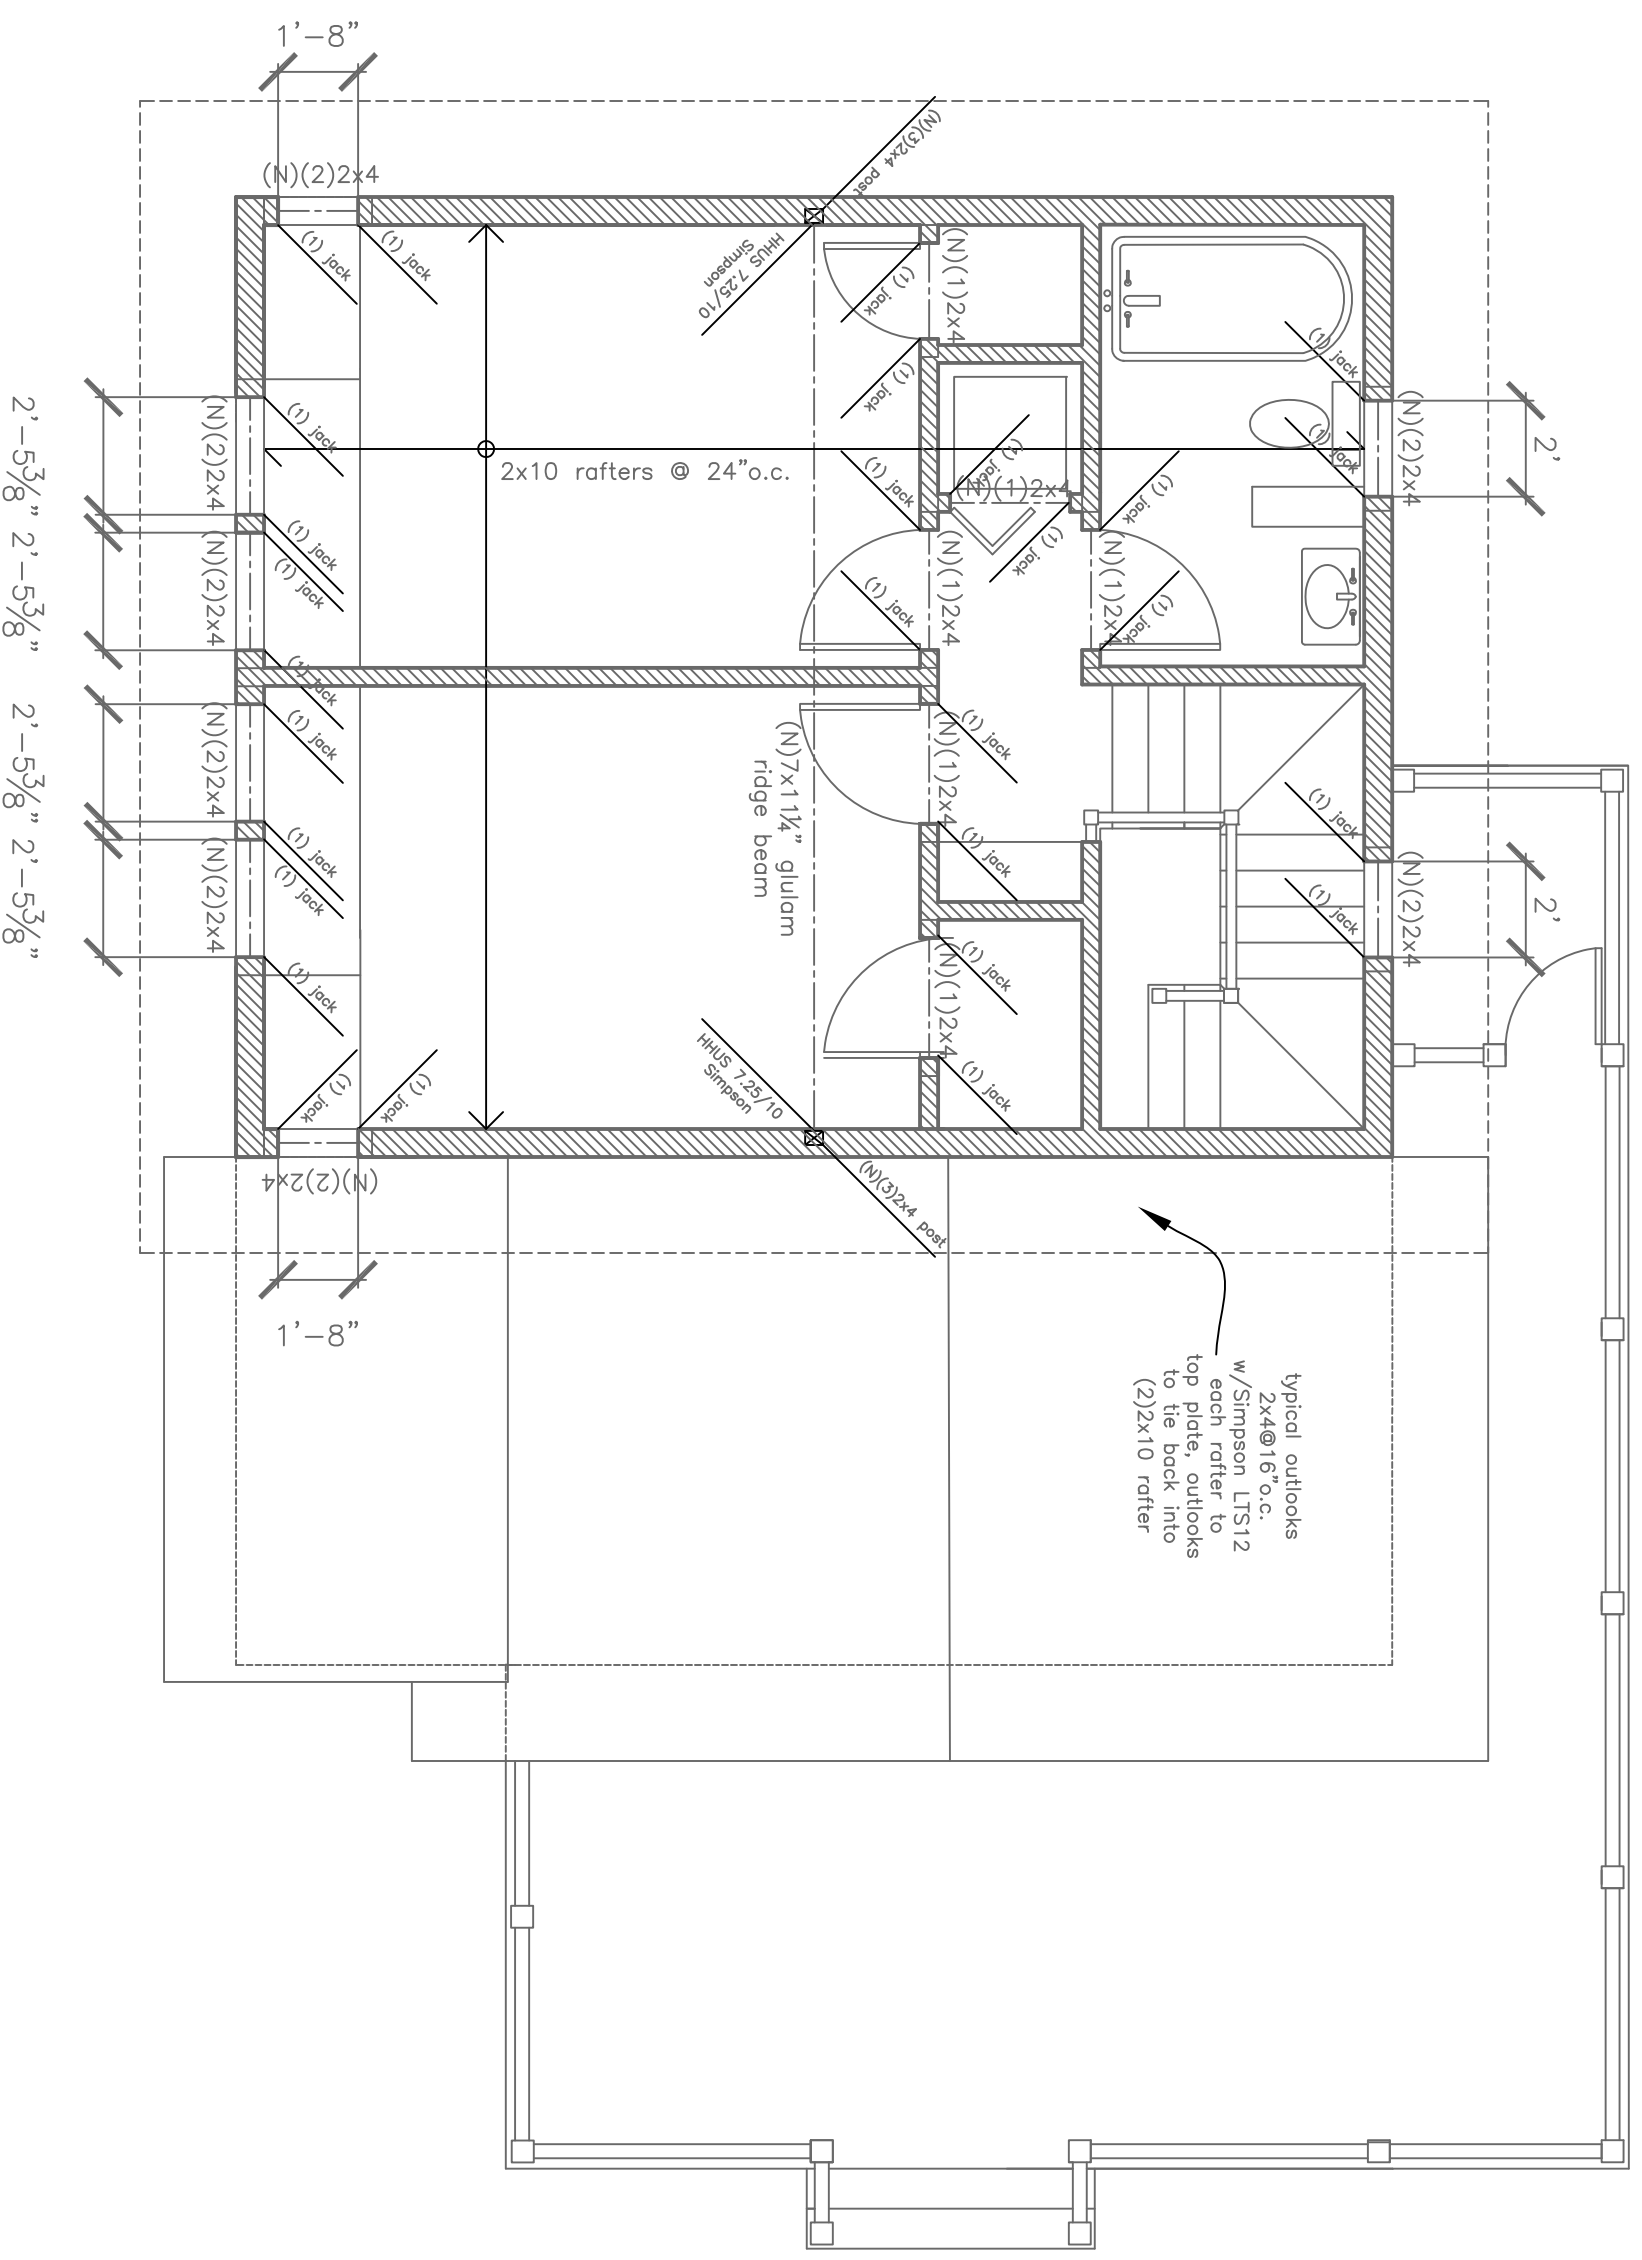 1'-8"
(N)(2)2x4
(1) jack
(1) jack
(N)(3)2x4 post
HHUS 7.25/10
Simpson
(1) jack
(N)(1)2x4
(1) jack
(1) jack
(N)(2)2x4
2'
(1) jack
2'-5⅜"
(N)(2)2x4
(1) jack
2x10 rafters @ 24"o.c.
(1) jack
(1) jack
(N)(1)2x4
(1) jack
(1) jack
2'-5⅜"
(N)(2)2x4
(1) jack
(1) jack
(1) jack
(N)(1)2x4
(N)(1)2x4
(1) jack
(1) jack
2'-5⅜"
(N)(2)2x4
(1) jack
(1) jack
(N)7x11¼" glulam
ridge beam
(N)(1)2x4
(1) jack
(1) jack
(1) jack
(N)(2)2x4
2'
(1) jack
2'-5⅜"
(N)(2)2x4
(1) jack
(1) jack
(N)(1)2x4
(1) jack
(1) jack
(1) jack
(1) jack
HHUS 7.25/10
Simpson
(N)(3)2x4 post
(N)(2)2x4
1'-8"
typical outlooks
2x4@16"o.c.
w/Simpson LTS12
each rafter to
top plate, outlooks
to tie back into
(2)2x10 rafter